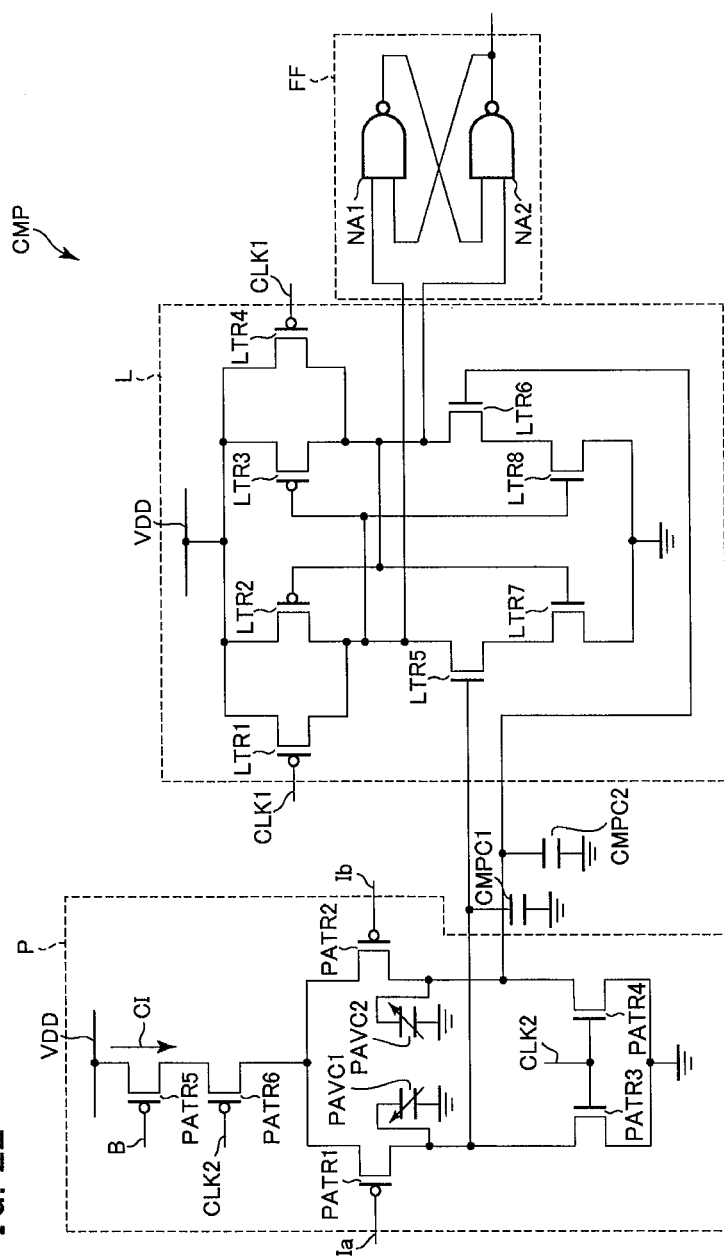 CMP
P
VDD
CI
B
PATR5
CLK2
PATR6
Ia
PATR1
PATR2
Ib
PAVC1
PAVC2
CLK2
PATR3
PATR4
CMPC1
CMPC2
L
VDD
CLK1
LTR1
LTR2
LTR3
LTR4
CLK1
LTR5
LTR6
LTR7
LTR8
FF
NA1
NA2